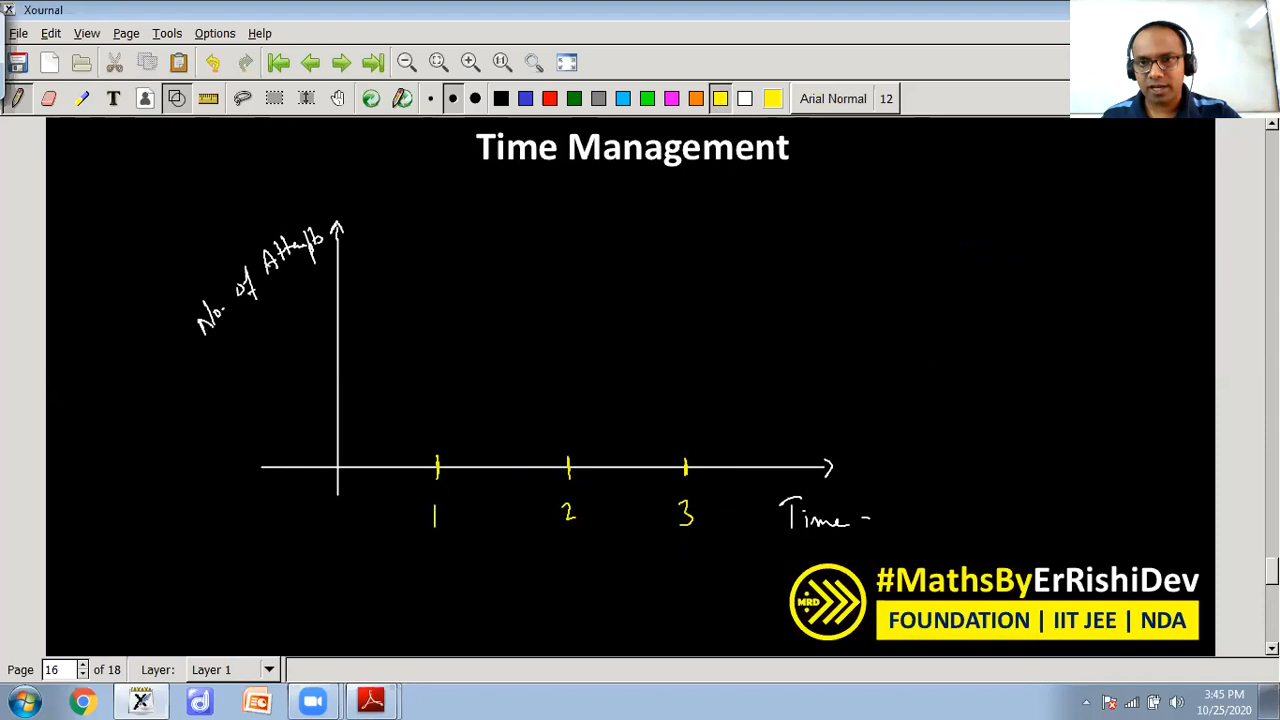 Xournal
File Edit View Page Tools Options Help
Arial Normal 12
Time Management
No. of Attempts
1 2 3 Time -
MRD
#MathsByErRishiDev
FOUNDATION | IIT JEE | NDA
Page 16 of 18 Layer: Layer 1
3:45 PM
10/25/2020